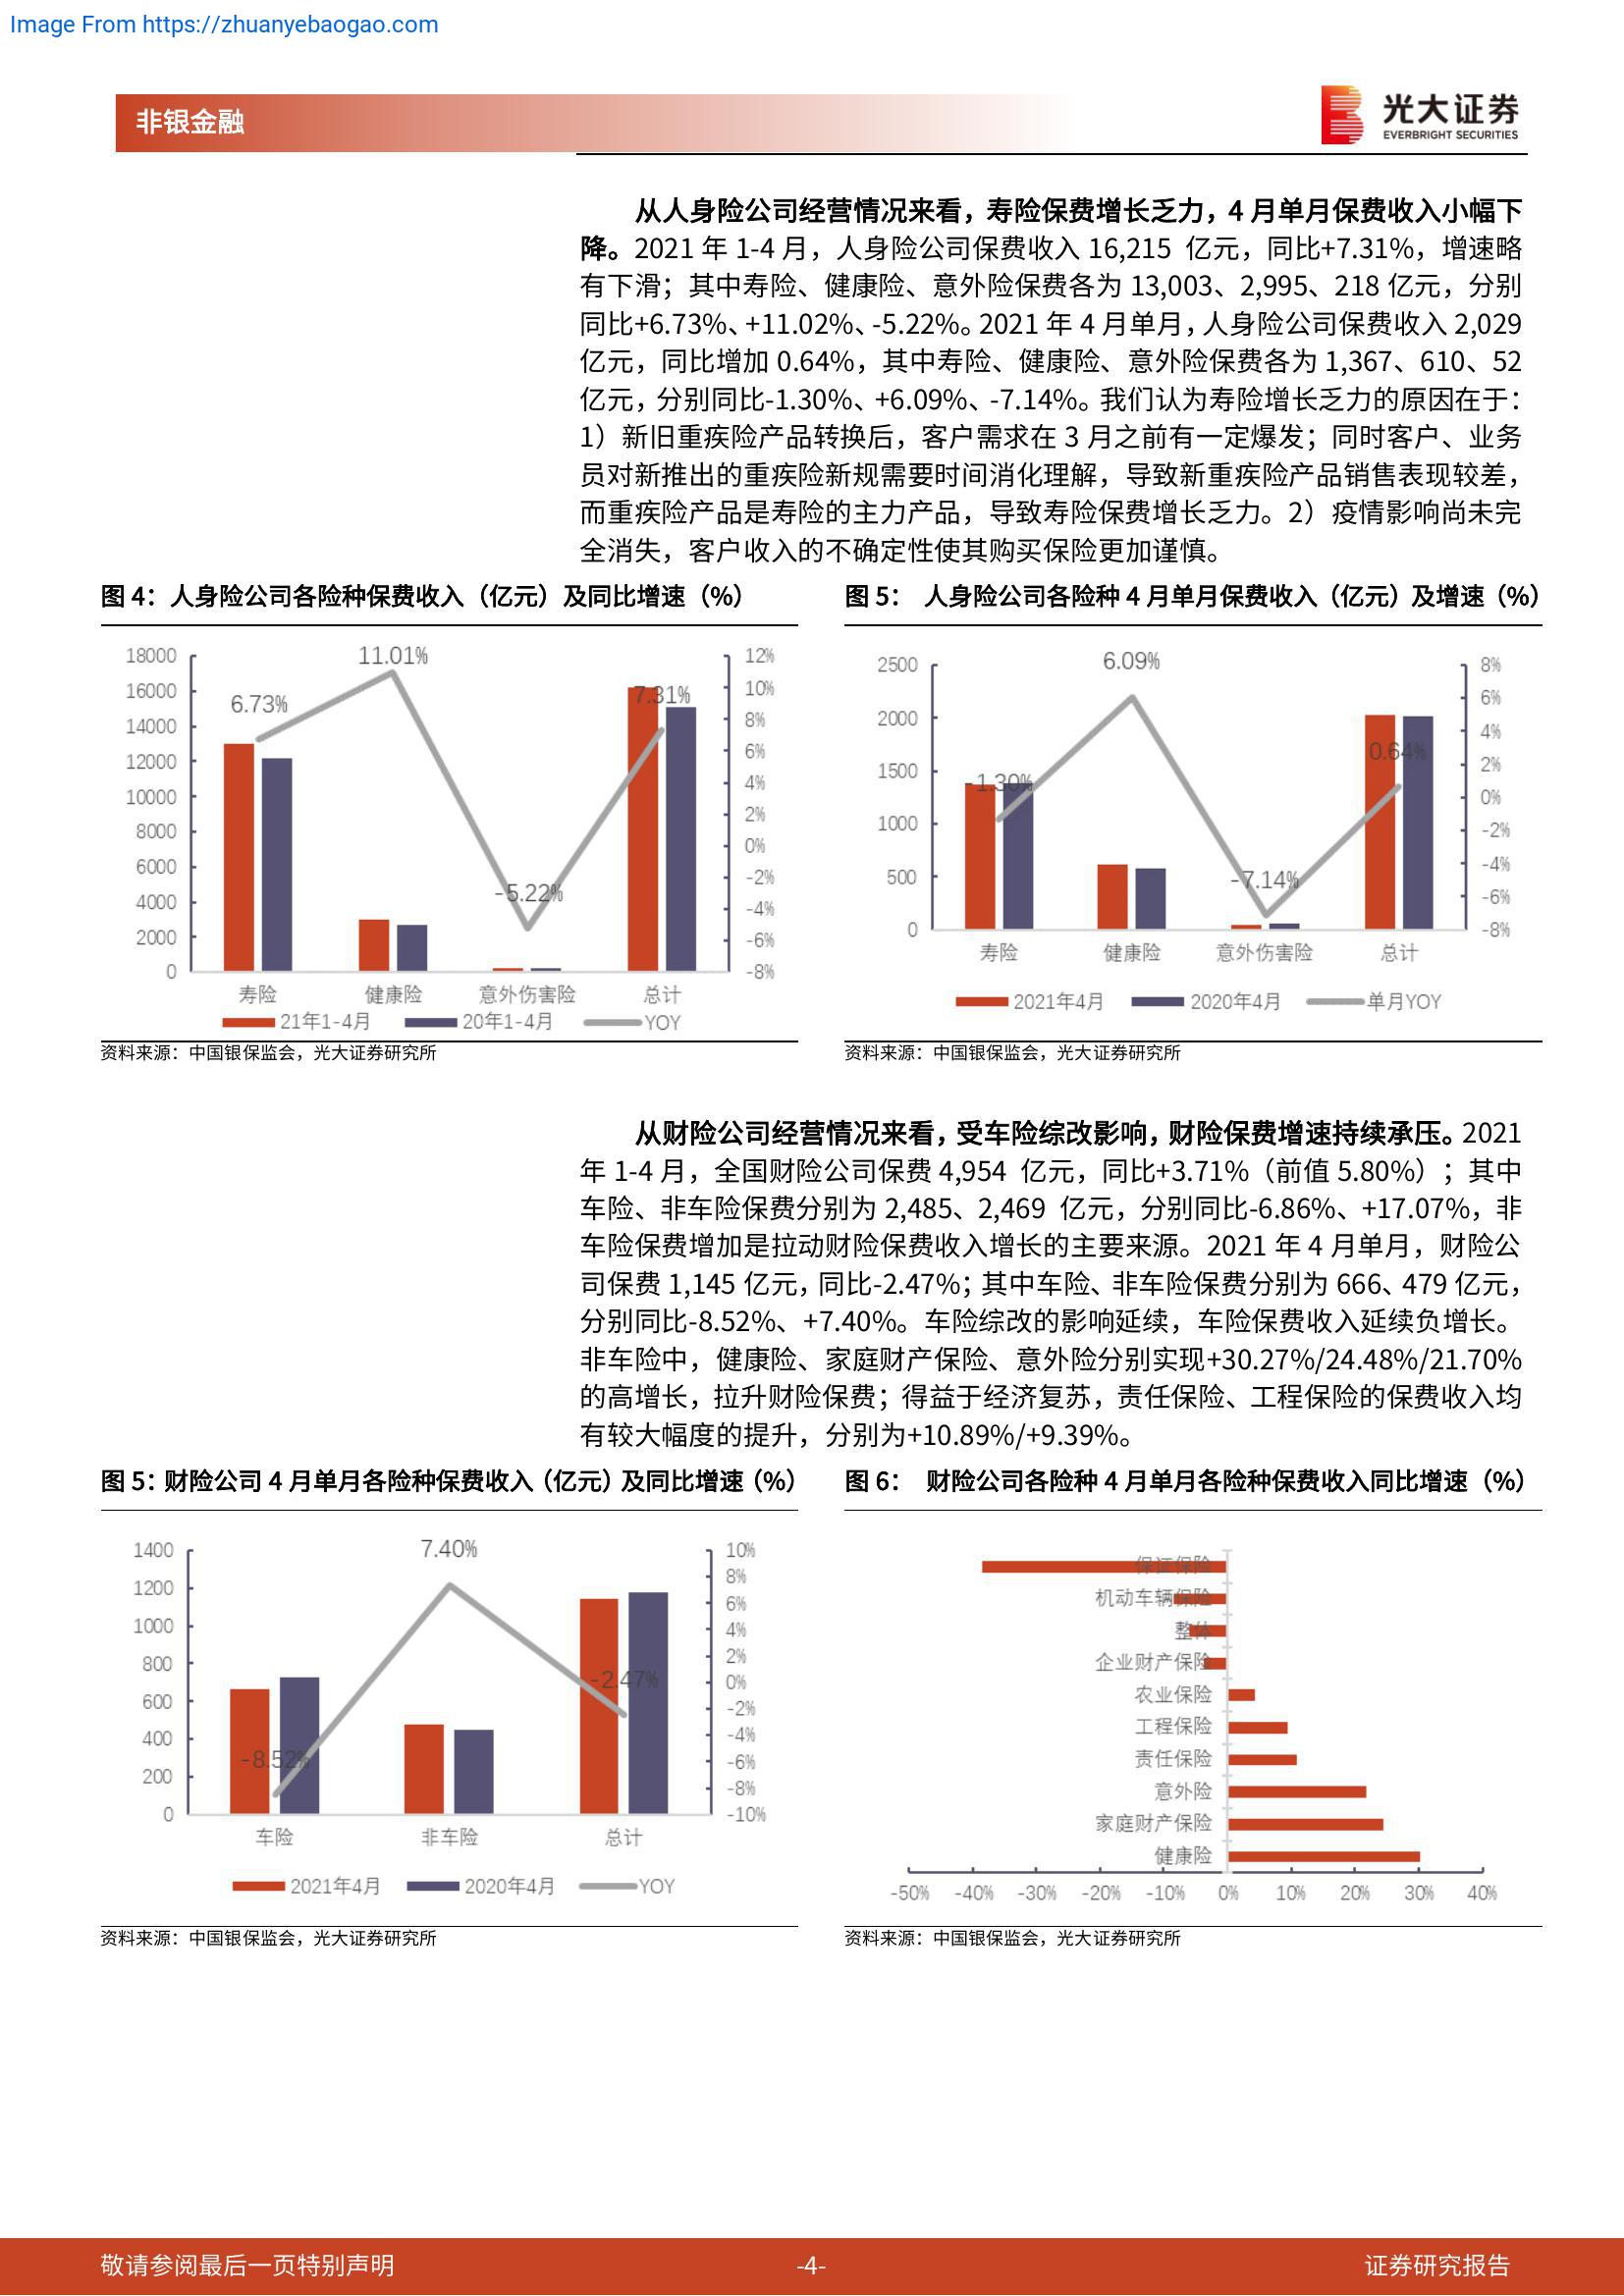 Image From https://zhuanyebaogao.com
非银金融
光大证券
EVERBRIGHT SECURITIES
从人身险公司经营情况来看，寿险保费增长乏力，4 月单月保费收入小幅下
降。2021 年 1-4 月，人身险公司保费收入 16,215 亿元，同比+7.31%，增速略
有下滑；其中寿险、健康险、意外险保费各为 13,003、2,995、218 亿元，分别
同比+6.73%、+11.02%、-5.22%。2021 年 4 月单月，人身险公司保费收入 2,029
亿元，同比增加 0.64%，其中寿险、健康险、意外险保费各为 1,367、610、52
亿元，分别同比-1.30%、+6.09%、-7.14%。我们认为寿险增长乏力的原因在于：
1）新旧重疾险产品转换后，客户需求在 3 月之前有一定爆发；同时客户、业务
员对新推出的重疾险新规需要时间消化理解，导致新重疾险产品销售表现较差，
而重疾险产品是寿险的主力产品，导致寿险保费增长乏力。2）疫情影响尚未完
全消失，客户收入的不确定性使其购买保险更加谨慎。
图 4：人身险公司各险种保费收入（亿元）及同比增速（%）
18000
16000
14000
12000
10000
8000
6000
4000
2000
0
6.73%
11.01%
-5.22%
7.31%
12%
10%
8%
6%
4%
2%
0%
-2%
-4%
-6%
-8%
寿险 健康险 意外伤害险 总计
21年1-4月 20年1-4月 YOY
资料来源：中国银保监会，光大证券研究所
图 5： 人身险公司各险种 4 月单月保费收入（亿元）及增速（%）
2500
2000
1500
1000
500
0
-1.30%
6.09%
-7.14%
0.64%
8%
6%
4%
2%
0%
-2%
-4%
-6%
-8%
寿险 健康险 意外伤害险 总计
2021年4月 2020年4月 单月YOY
资料来源：中国银保监会，光大证券研究所
从财险公司经营情况来看，受车险综改影响，财险保费增速持续承压。2021
年 1-4 月，全国财险公司保费 4,954 亿元，同比+3.71%（前值 5.80%）；其中
车险、非车险保费分别为 2,485、2,469 亿元，分别同比-6.86%、+17.07%，非
车险保费增加是拉动财险保费收入增长的主要来源。2021 年 4 月单月，财险公
司保费 1,145 亿元，同比-2.47%；其中车险、非车险保费分别为 666、479 亿元，
分别同比-8.52%、+7.40%。车险综改的影响延续，车险保费收入延续负增长。
非车险中，健康险、家庭财产保险、意外险分别实现+30.27%/24.48%/21.70%
的高增长，拉升财险保费；得益于经济复苏，责任保险、工程保险的保费收入均
有较大幅度的提升，分别为+10.89%/+9.39%。
图 5：财险公司 4 月单月各险种保费收入（亿元）及同比增速（%）
1400
1200
1000
800
600
400
200
0
-8.52%
7.40%
-2.47%
10%
8%
6%
4%
2%
0%
-2%
-4%
-6%
-8%
-10%
车险 非车险 总计
2021年4月 2020年4月 YOY
资料来源：中国银保监会，光大证券研究所
图 6： 财险公司各险种 4 月单月各险种保费收入同比增速（%）
保证保险
机动车辆保险
整体
企业财产保险
农业保险
工程保险
责任保险
意外险
家庭财产保险
健康险
-50% -40% -30% -20% -10% 0% 10% 20% 30% 40%
资料来源：中国银保监会，光大证券研究所
敬请参阅最后一页特别声明 -4- 证券研究报告